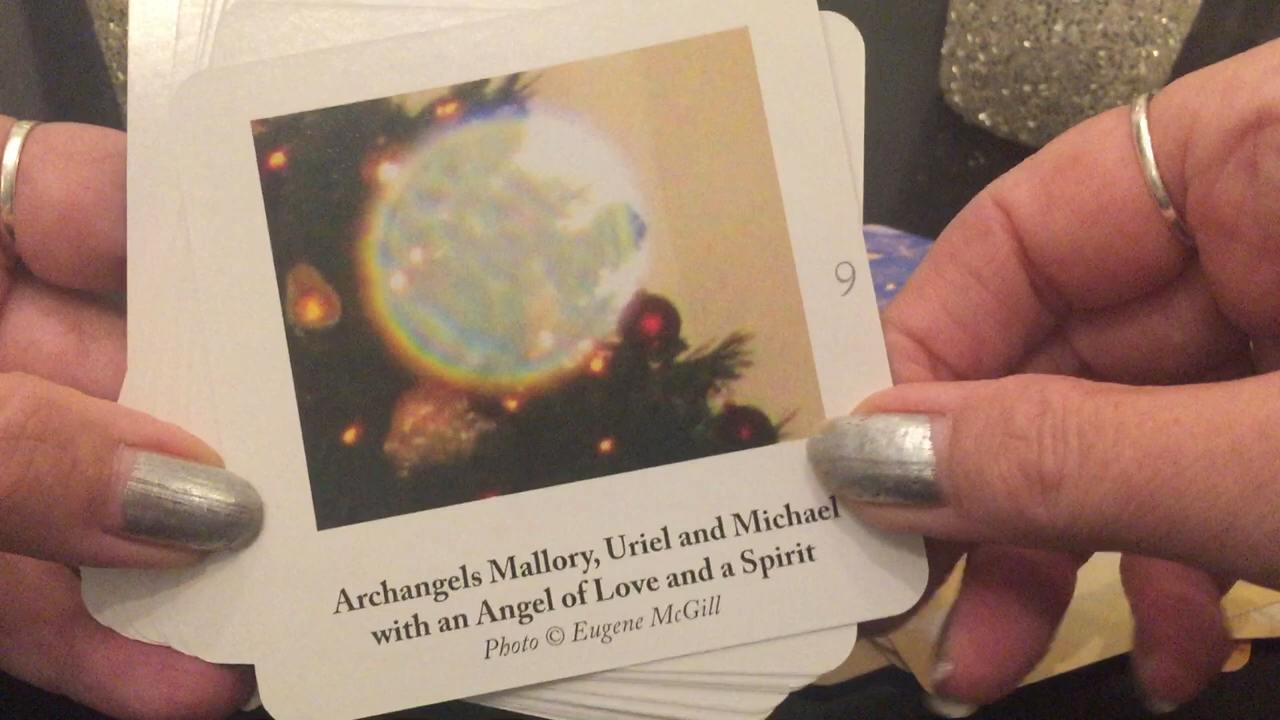 9
Archangels Mallory, Uriel and Michael
with an Angel of Love and a Spirit
Photo © Eugene McGill